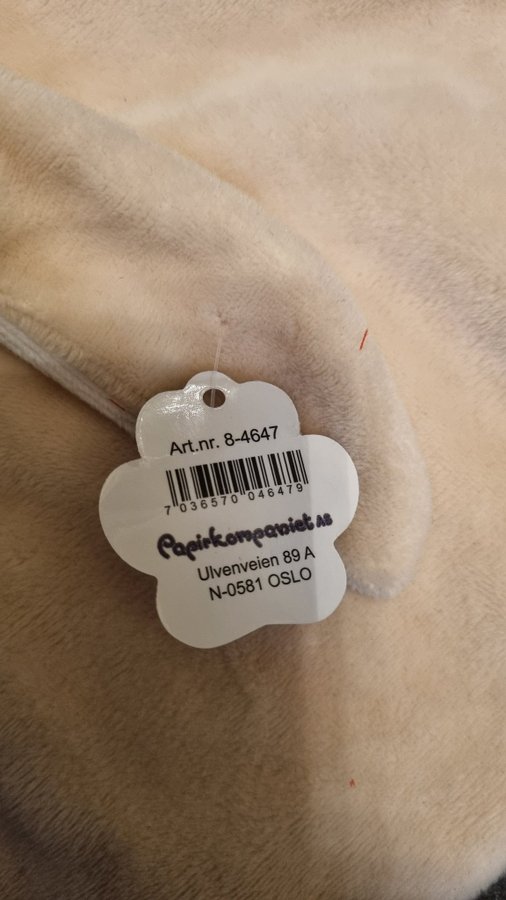 Art.nr. 8-4647
7 036570 046479
Papirkompaniet AS
Ulvenveien 89 A
N-0581 OSLO